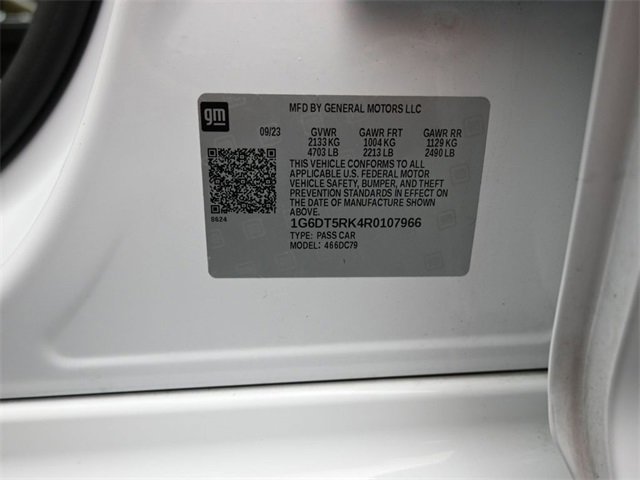 gm
MFD BY GENERAL MOTORS LLC
09/23 GVWR GAWR FRT GAWR RR
2133 KG 1004 KG 1129 KG
4703 LB 2213 LB 2490 LB
THIS VEHICLE CONFORMS TO ALL
APPLICABLE U.S. FEDERAL MOTOR
VEHICLE SAFETY, BUMPER, AND THEFT
PREVENTION STANDARDS IN EFFECT ON
THE DATE OF MANUFACTURE SHOWN ABOVE.
8624
1G6DT5RK4R0107966
TYPE: PASS CAR
MODEL: 466DC79